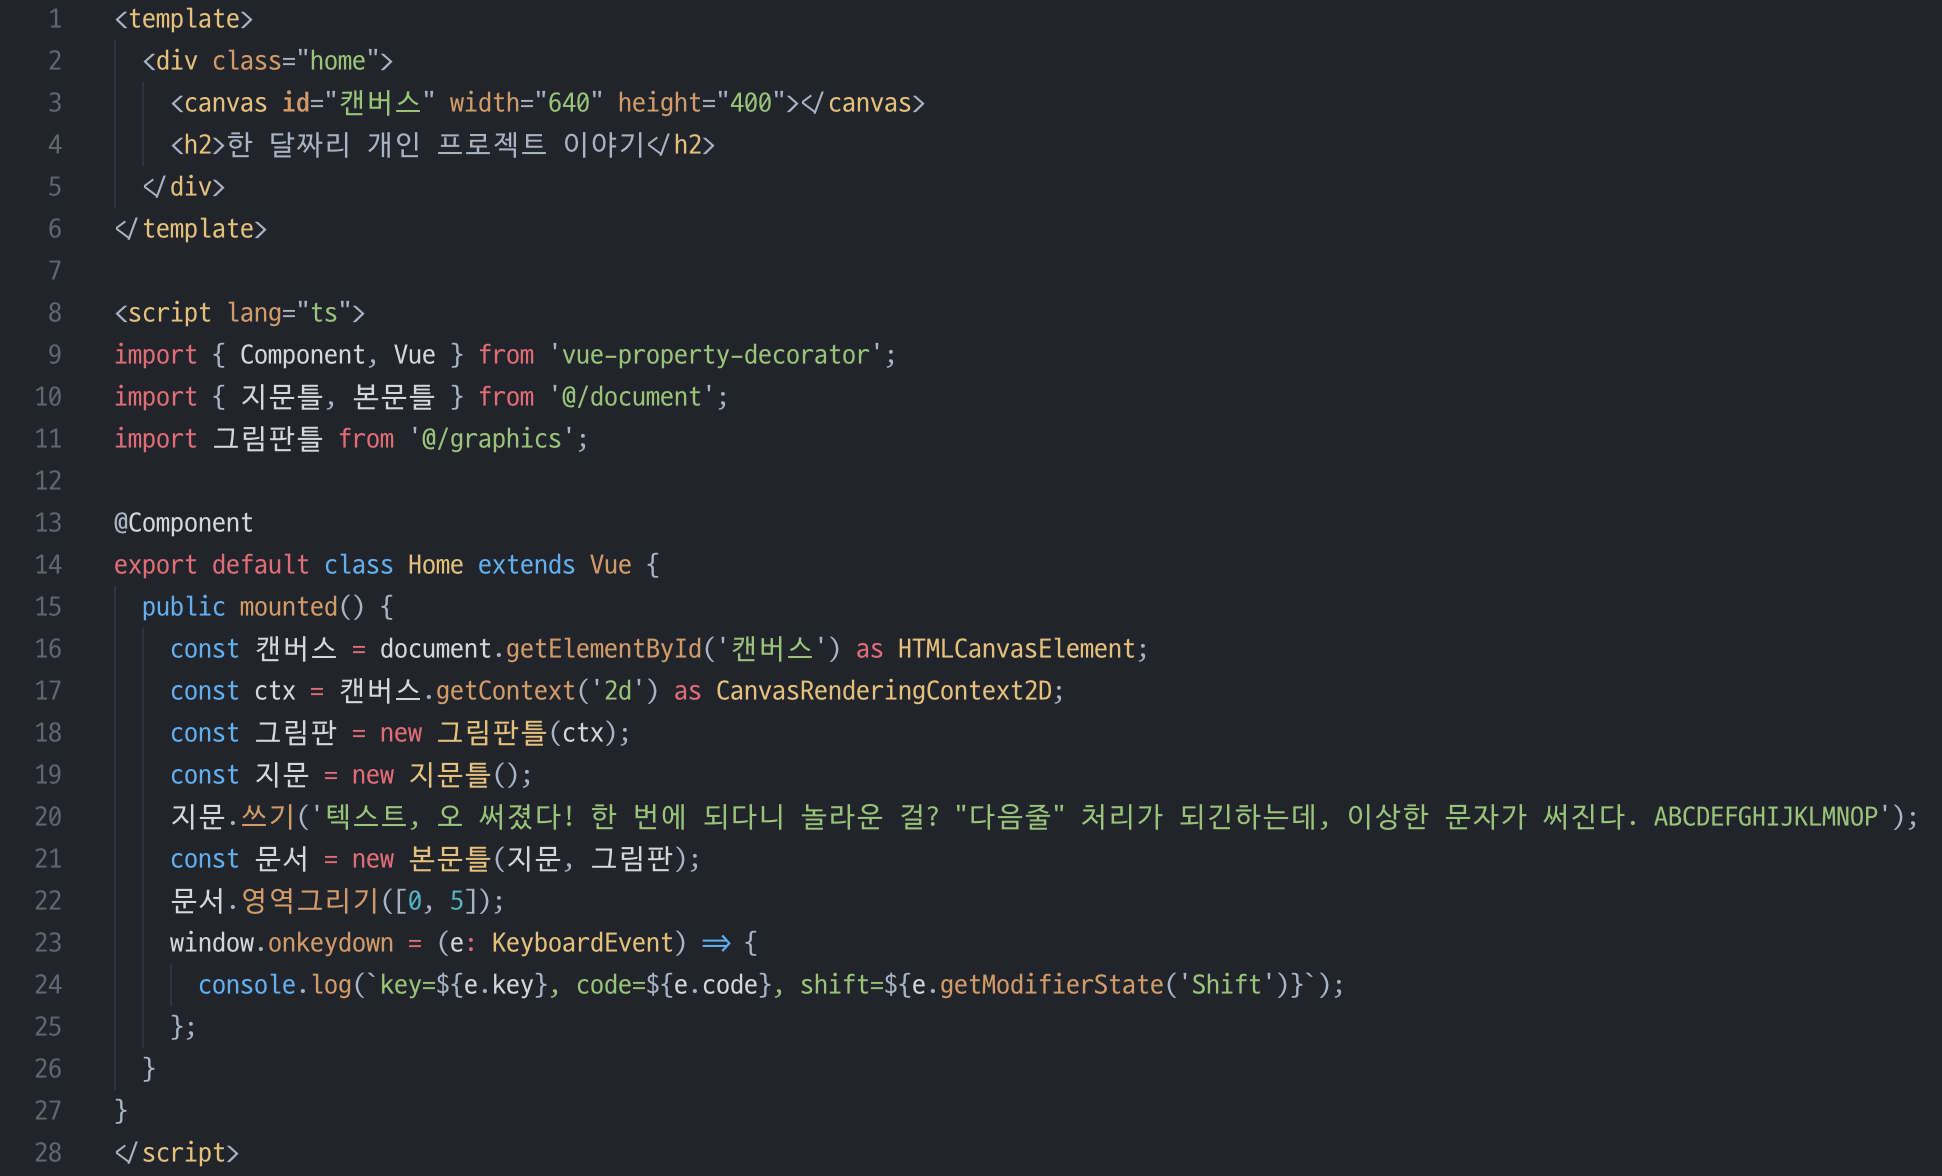 1 <template>
2 <div class="home">
3 <canvas id="캔버스" width="640" height="400"></canvas>
4 <h2>한 달짜리 개인 프로젝트 이야기</h2>
5 </div>
6 </template>
7
8 <script lang="ts">
9 import { Component, Vue } from 'vue-property-decorator';
10 import { 지문틀, 본문틀 } from '@/document';
11 import 그림판틀 from '@/graphics';
12
13 @Component
14 export default class Home extends Vue {
15 public mounted() {
16 const 캔버스 = document.getElementById('캔버스') as HTMLCanvasElement;
17 const ctx = 캔버스.getContext('2d') as CanvasRenderingContext2D;
18 const 그림판 = new 그림판틀(ctx);
19 const 지문 = new 지문틀();
20 지문.쓰기('텍스트, 오 써졌다! 한 번에 되다니 놀라운 걸? "다음줄" 처리가 되긴하는데, 이상한 문자가 써진다. ABCDEFGHIJKLMNOP');
21 const 문서 = new 본문틀(지문, 그림판);
22 문서.영역그리기([0, 5]);
23 window.onkeydown = (e: KeyboardEvent) => {
24 console.log(`key=${e.key}, code=${e.code}, shift=${e.getModifierState('Shift')}`);
25 };
26 }
27 }
28 </script>